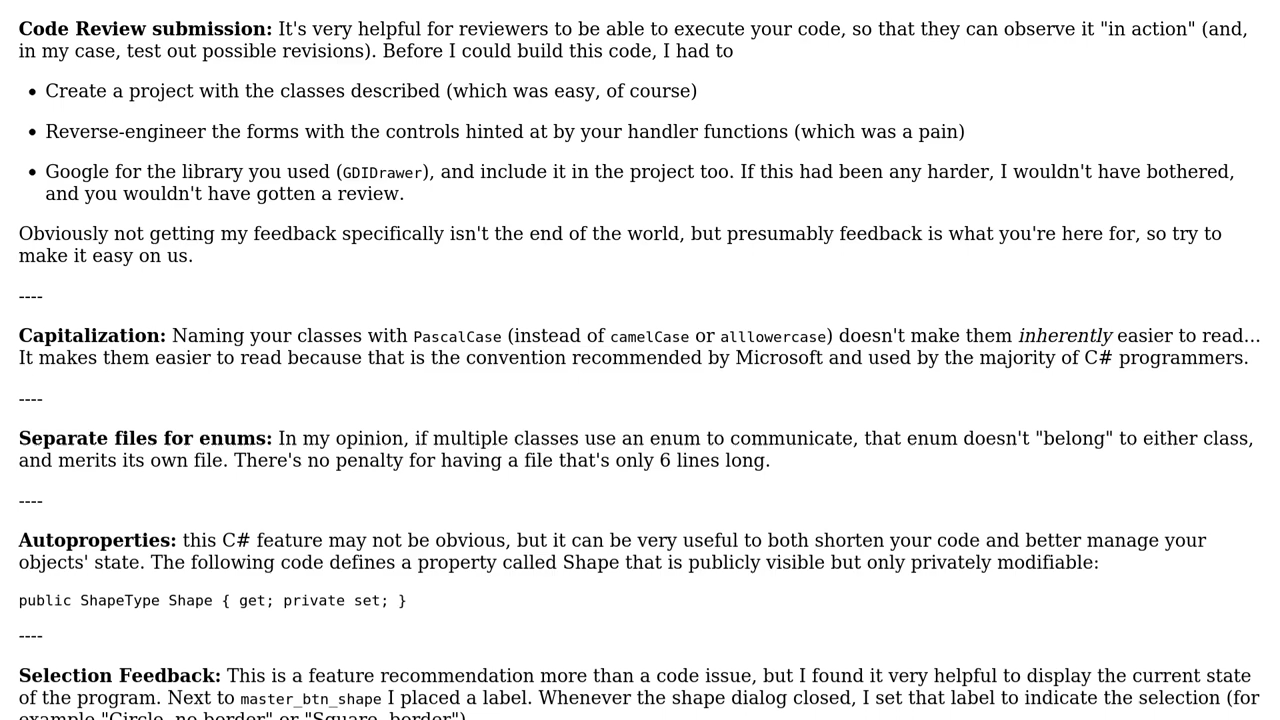 Code Review submission: It's very helpful for reviewers to be able to execute your code, so that they can observe it "in action" (and,
in my case, test out possible revisions). Before I could build this code, I had to
• Create a project with the classes described (which was easy, of course)
• Reverse-engineer the forms with the controls hinted at by your handler functions (which was a pain)
• Google for the library you used (GDIDrawer), and include it in the project too. If this had been any harder, I wouldn't have bothered,
and you wouldn't have gotten a review.
Obviously not getting my feedback specifically isn't the end of the world, but presumably feedback is what you're here for, so try to
make it easy on us.
----
Capitalization: Naming your classes with PascalCase (instead of camelCase or alllowercase) doesn't make them inherently easier to read...
It makes them easier to read because that is the convention recommended by Microsoft and used by the majority of C# programmers.
----
Separate files for enums: In my opinion, if multiple classes use an enum to communicate, that enum doesn't "belong" to either class,
and merits its own file. There's no penalty for having a file that's only 6 lines long.
----
Autoproperties: this C# feature may not be obvious, but it can be very useful to both shorten your code and better manage your
objects' state. The following code defines a property called Shape that is publicly visible but only privately modifiable:
public ShapeType Shape { get; private set; }
----
Selection Feedback: This is a feature recommendation more than a code issue, but I found it very helpful to display the current state
of the program. Next to master_btn_shape I placed a label. Whenever the shape dialog closed, I set that label to indicate the selection (for
example "Circle, no border" or "Square, border").